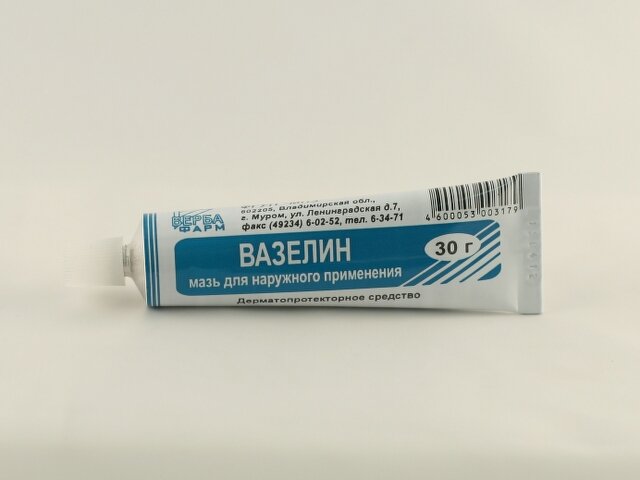 ВЕРБА
ФАРМ
602205, Владимирская обл.,
г. Муром, ул. Ленинградская д.7,
факс (49234) 6-02-52, тел. 6-34-71
4 600053 003179
ВАЗЕЛИН
30 г
мазь для наружного применения
Дерматопротекторное средство